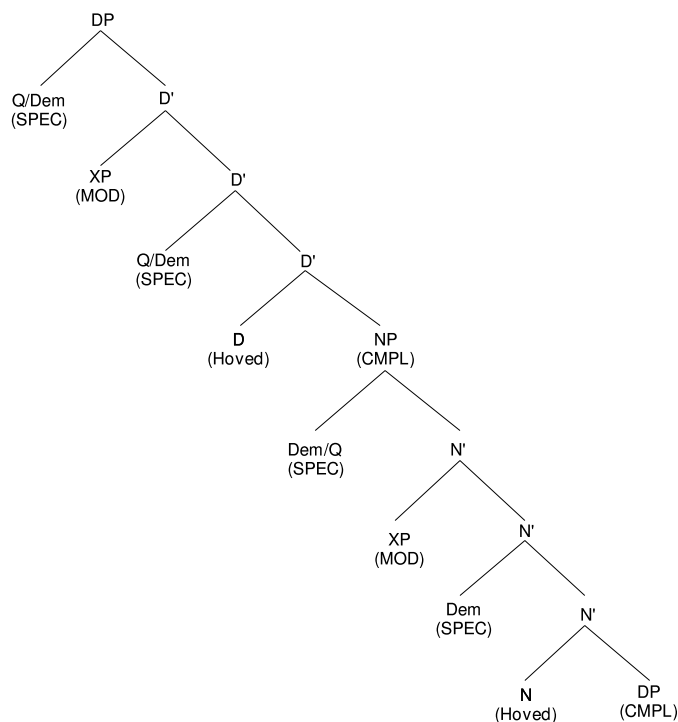 DP
Q/Dem
(SPEC)
D'
XP
(MOD)
D'
Q/Dem
(SPEC)
D'
D
(Hoved)
NP
(CMPL)
Dem/Q
(SPEC)
N'
XP
(MOD)
N'
Dem
(SPEC)
N'
N
(Hoved)
DP
(CMPL)